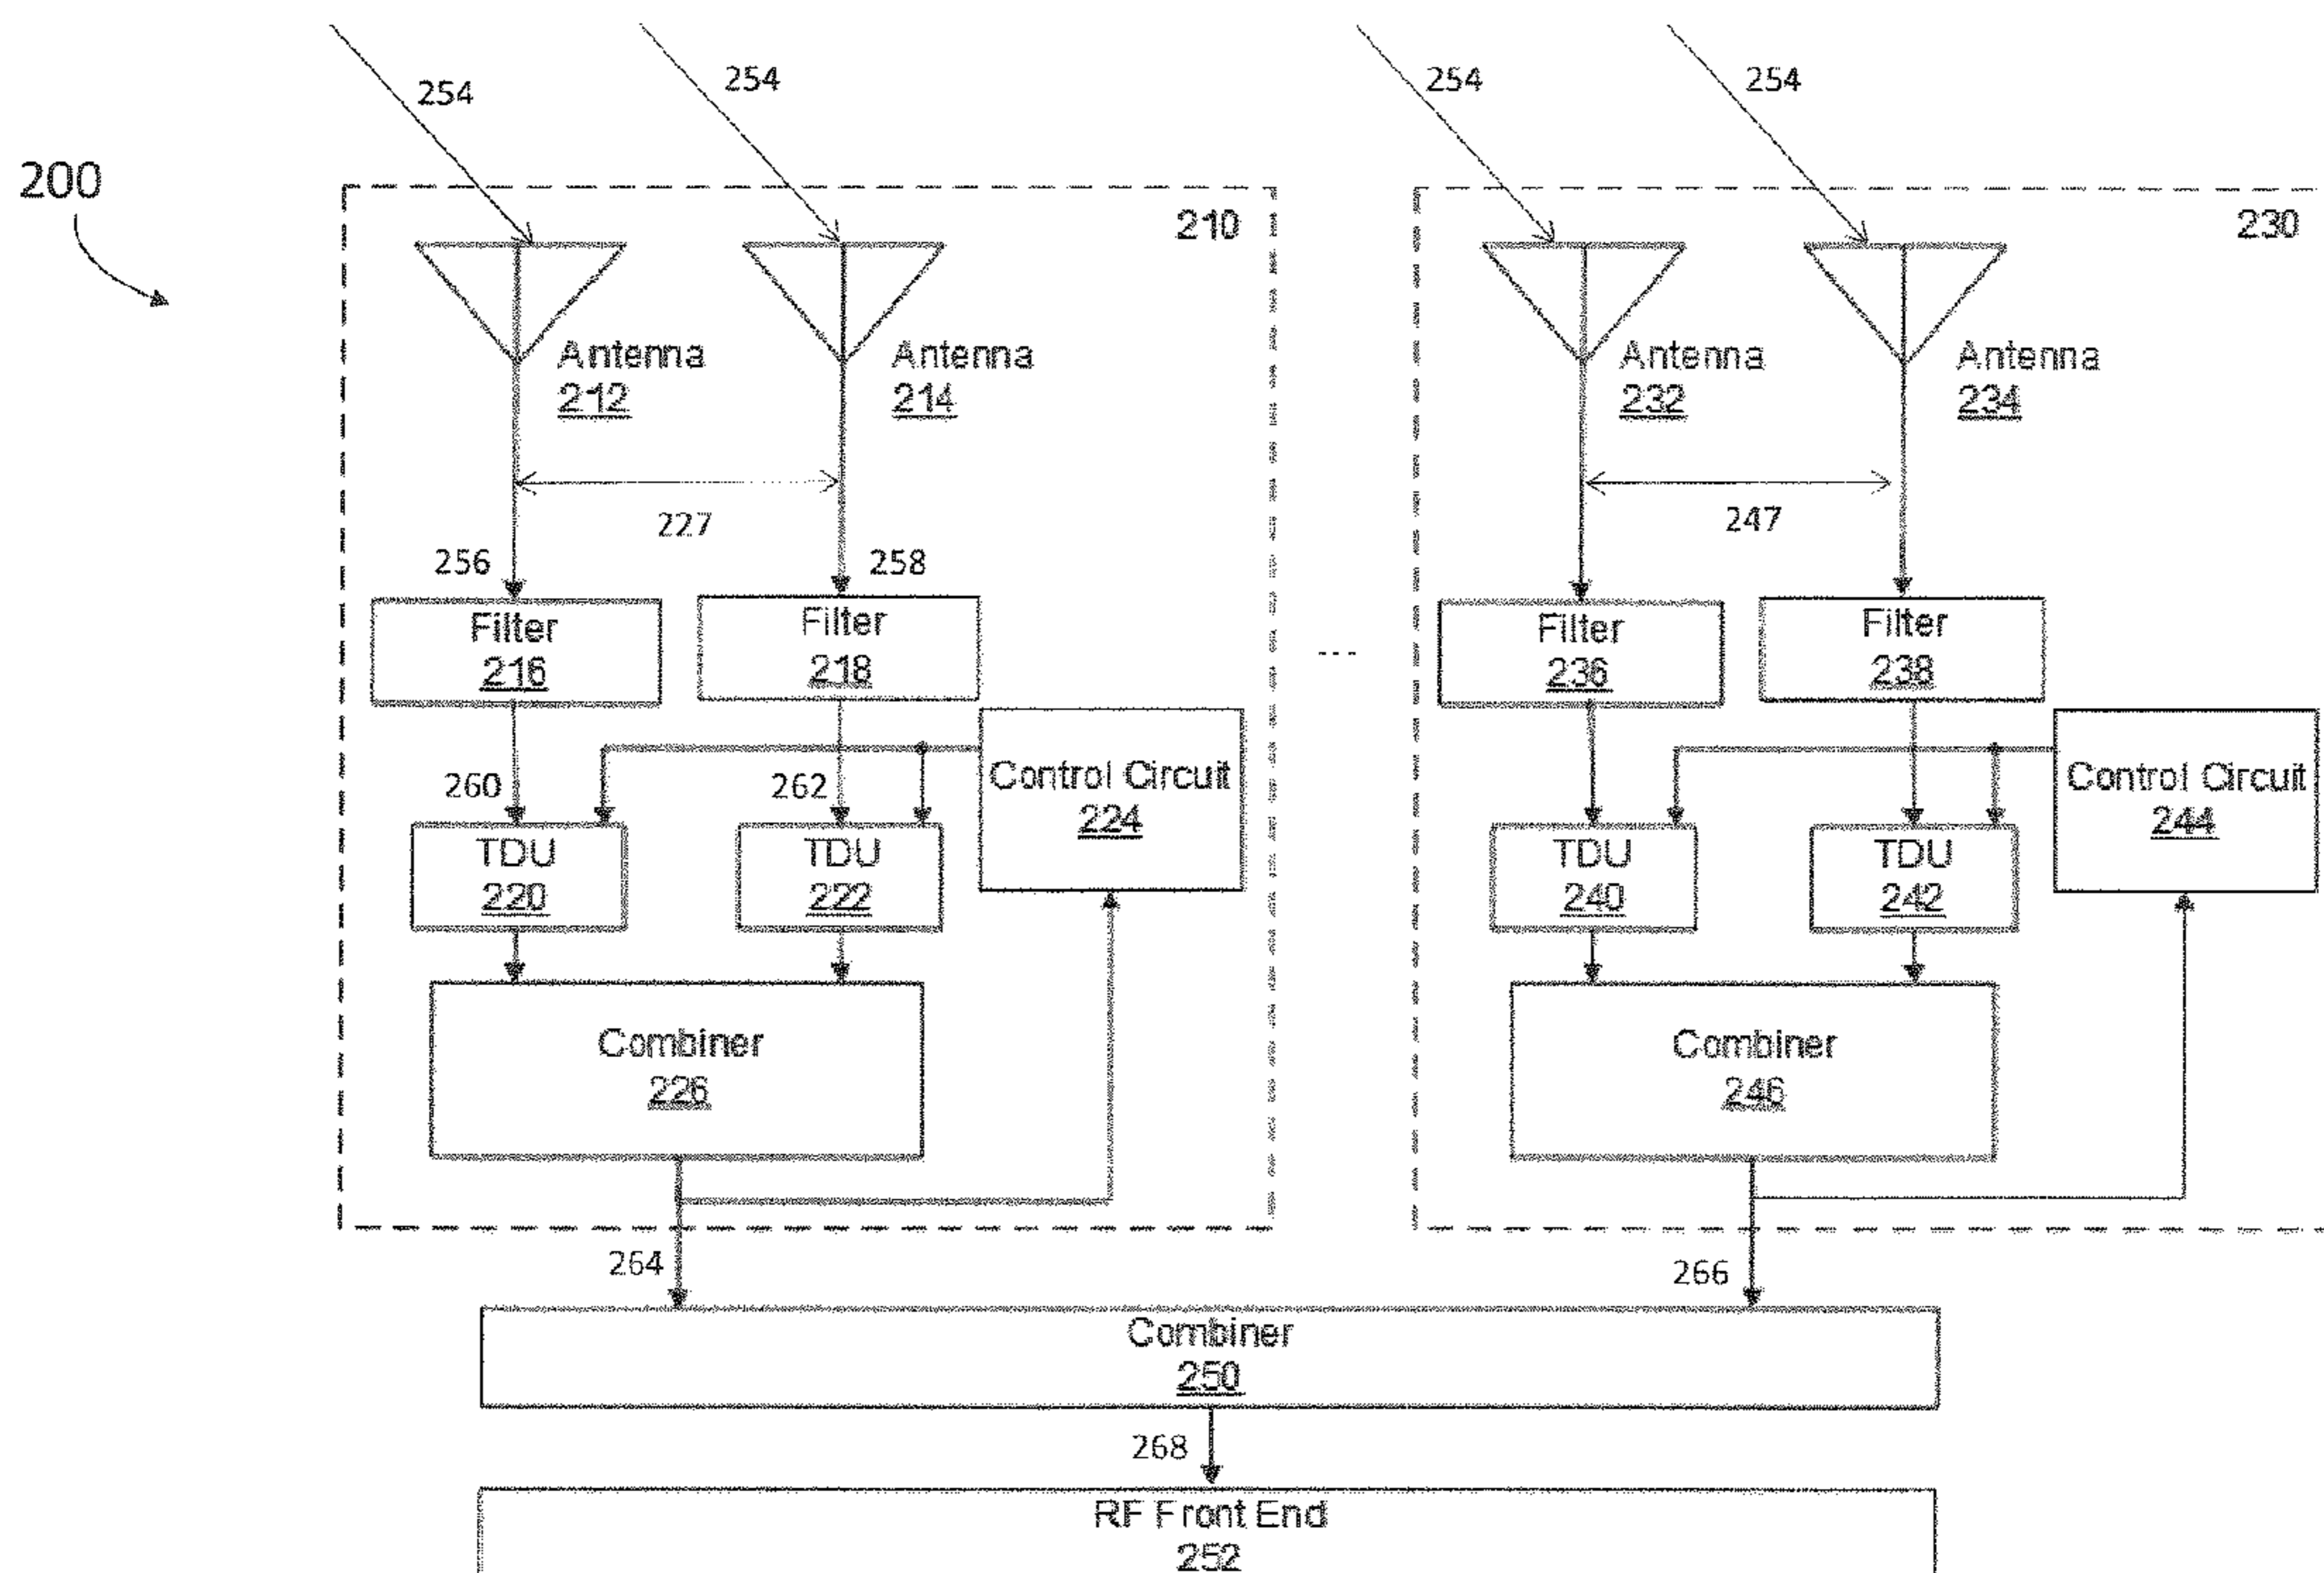 254
254
254
254
200
210
230
Antenna
212
Antenna
214
Antenna
232
Antenna
234
227
247
256
258
Filter
216
Filter
218
...
Filter
236
Filter
238
260
262
Control Circuit
224
Control Circuit
244
TDU
220
TDU
222
TDU
240
TDU
242
Combiner
226
Combiner
246
264
266
Combiner
250
268
RF Front End
252